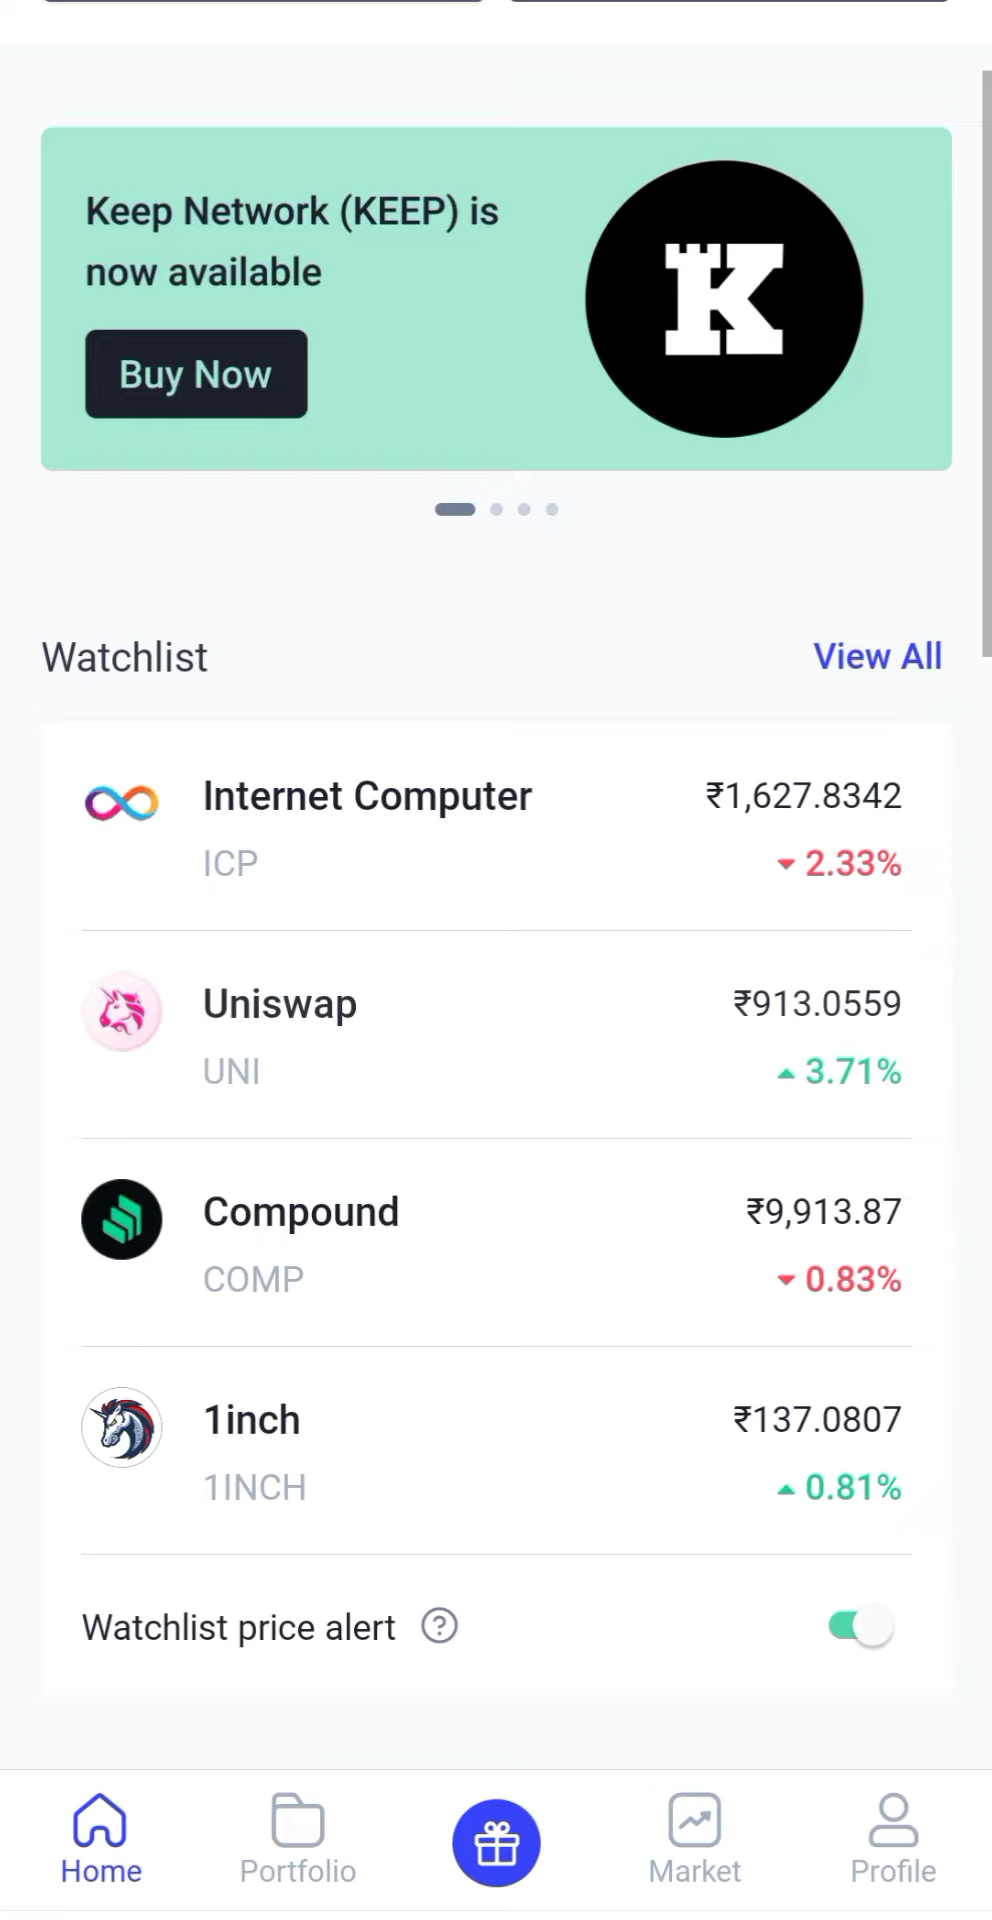 Keep Network (KEEP) is
now available
Buy Now
Watchlist
View All
Internet Computer
₹1,627.8342
ICP
2.33%
Uniswap
₹913.0559
UNI
3.71%
Compound
₹9,913.87
COMP
0.83%
1inch
₹137.0807
1INCH
0.81%
Watchlist price alert
Home
Portfolio
Market
Profile